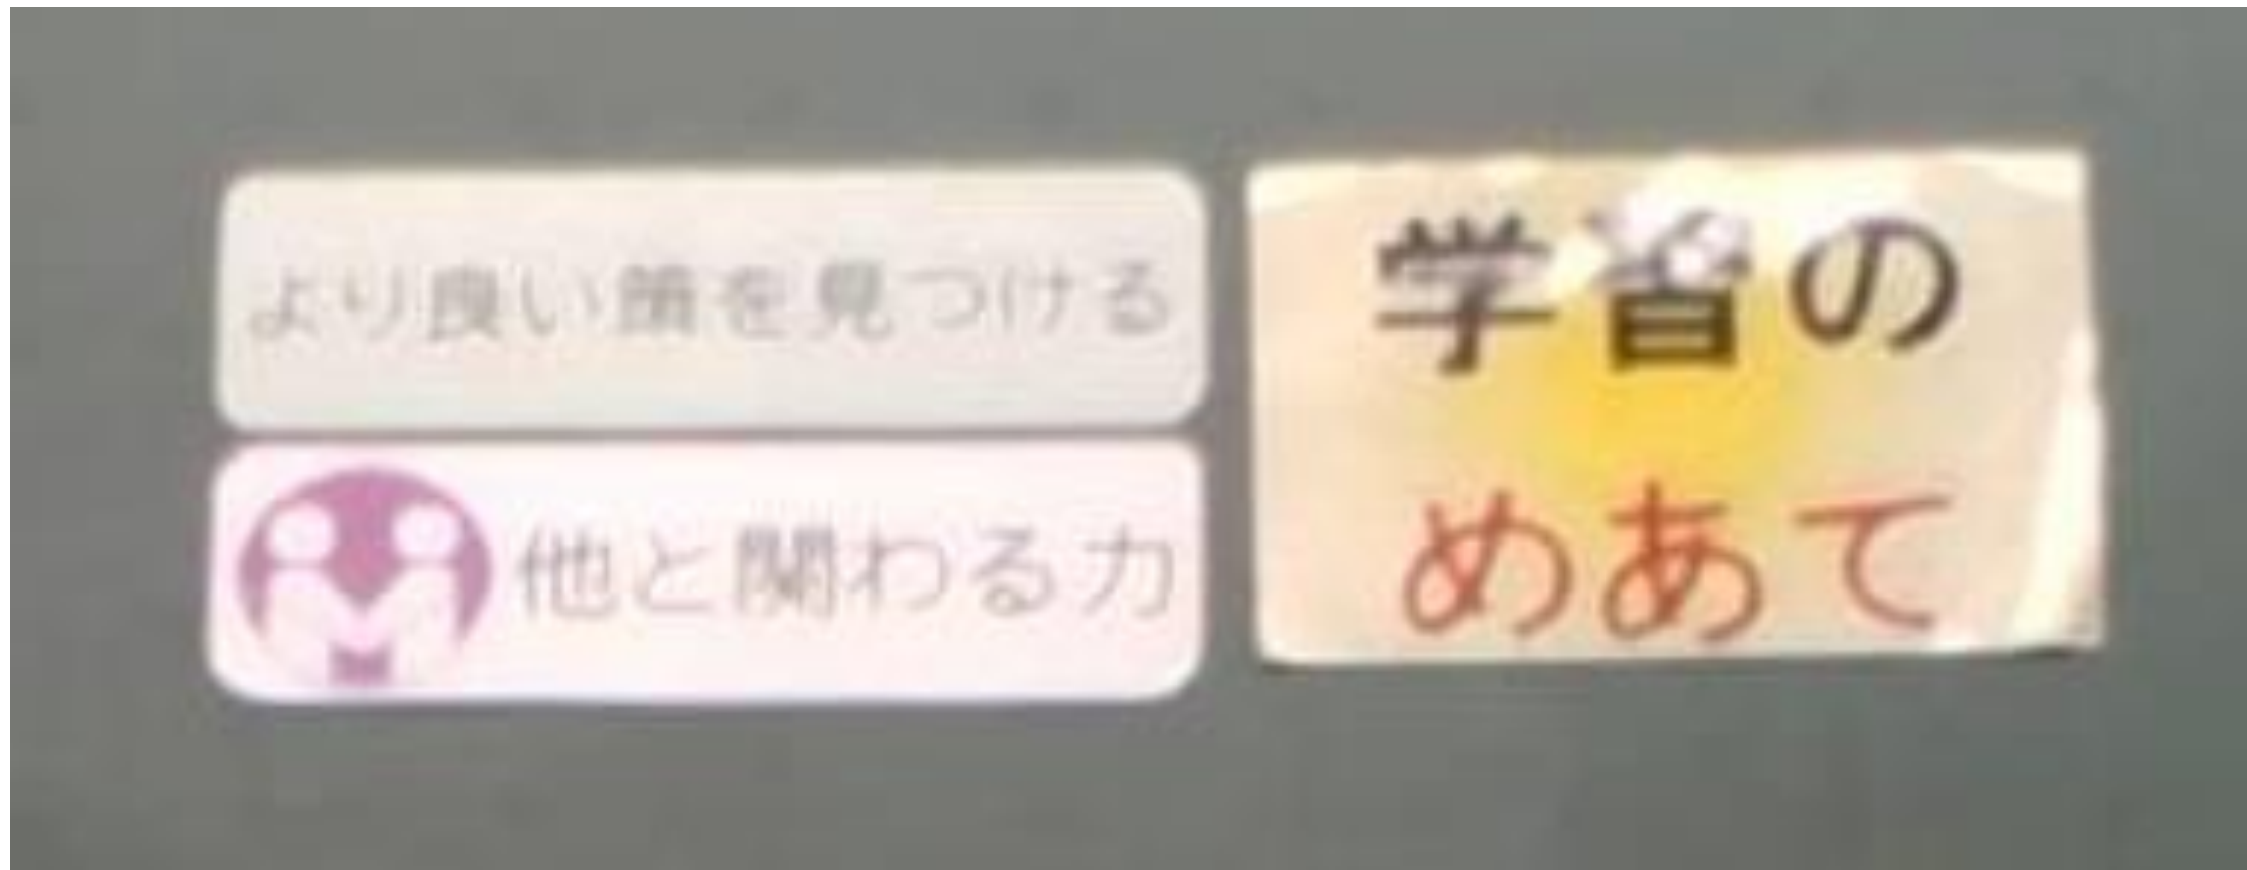 より良い策を見つける
他と関わる力
学習の
めあて